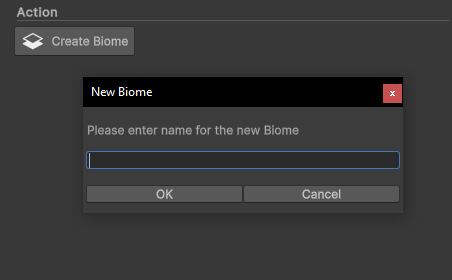 Action
Create Biome
New Biome
x
Please enter name for the new Biome
OK
Cancel